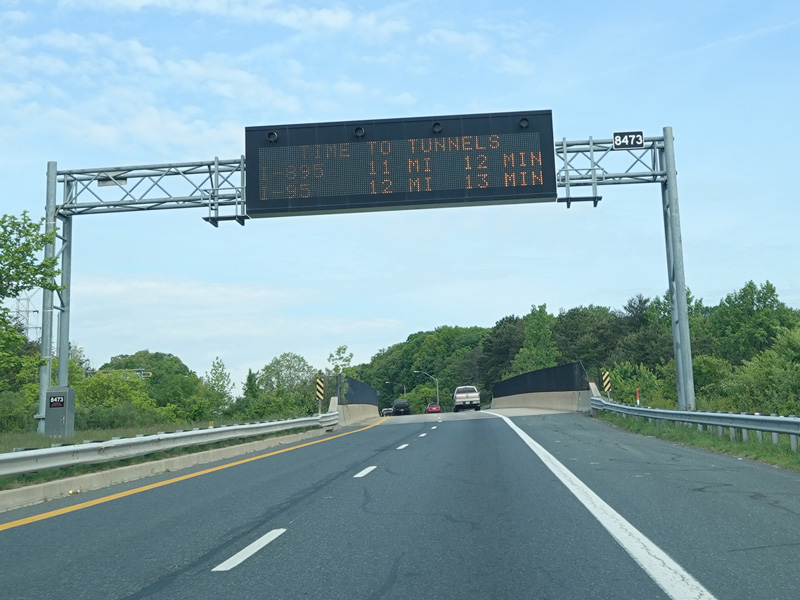 TIME TO TUNNELS
I-895 11 MI 12 MIN
I-95 12 MI 13 MIN
8473
8473